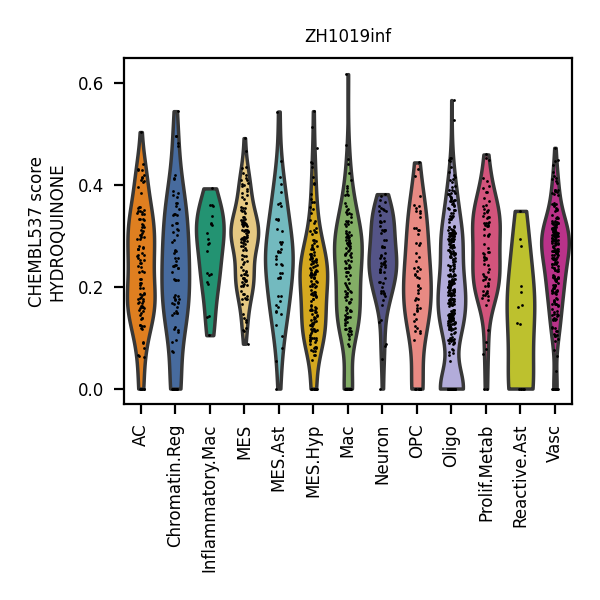 ZH1019inf
CHEMBL537 score
HYDROQUINONE
0.6
0.4
0.2
0.0
AC
Chromatin.Reg
Inflammatory.Mac
MES
MES.Ast
MES.Hyp
Mac
Neuron
OPC
Oligo
Prolif.Metab
Reactive.Ast
Vasc